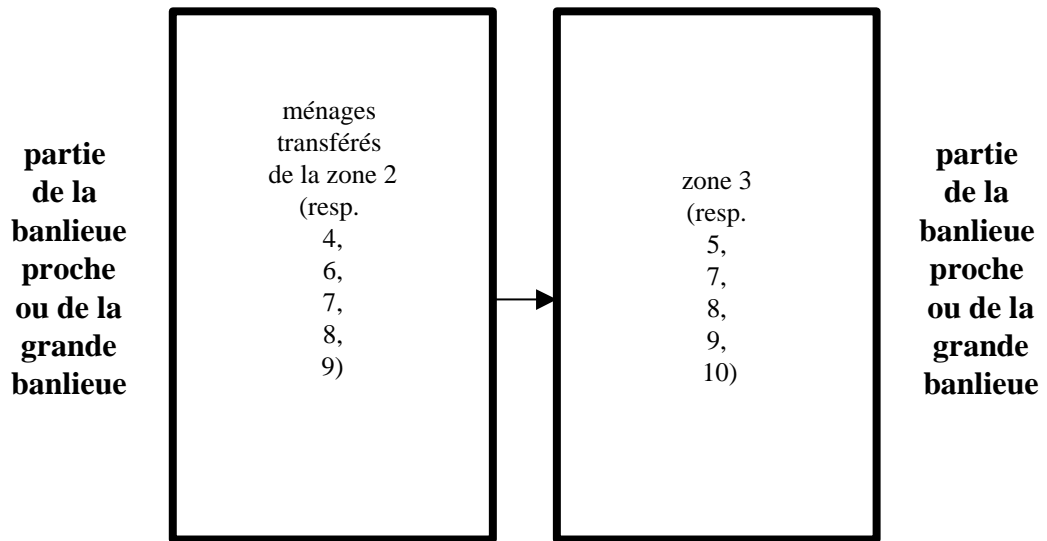 partie
de la
banlieue
proche
ou de la
grande
banlieue
ménages
transférés
de la zone 2
(resp.
4,
6,
7,
8,
9)
zone 3
(resp.
5,
7,
8,
9,
10)
partie
de la
banlieue
proche
ou de la
grande
banlieue